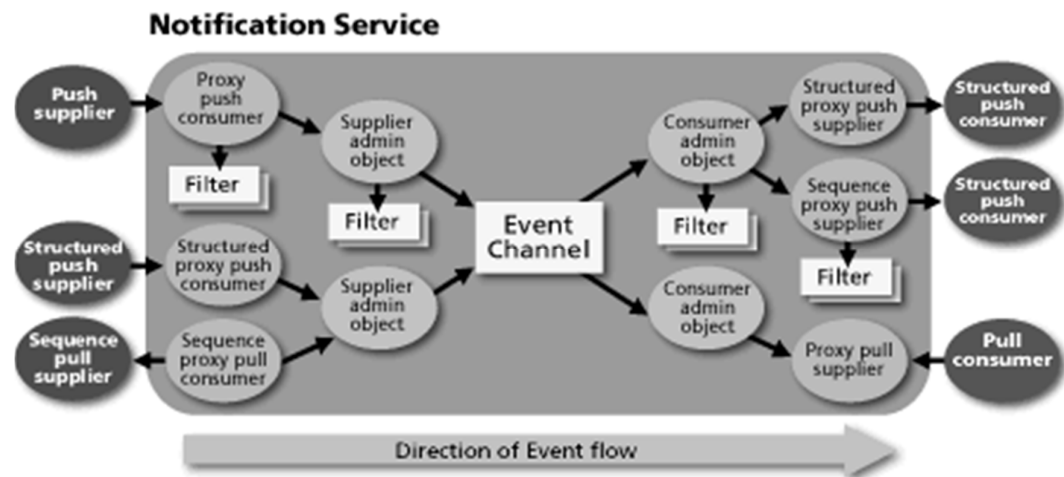 Notification Service
Push
supplier
Proxy
push
consumer
Filter
Supplier
admin
object
Filter
Structured
push
supplier
Structured
proxy push
consumer
Sequence
pull
supplier
Sequence
proxy pull
consumer
Supplier
admin
object
Event
Channel
Consumer
admin
object
Filter
Structured
proxy push
supplier
Structured
push
consumer
Sequence
proxy push
supplier
Structured
push
consumer
Filter
Consumer
admin
object
Proxy pull
supplier
Pull
consumer
Direction of Event flow